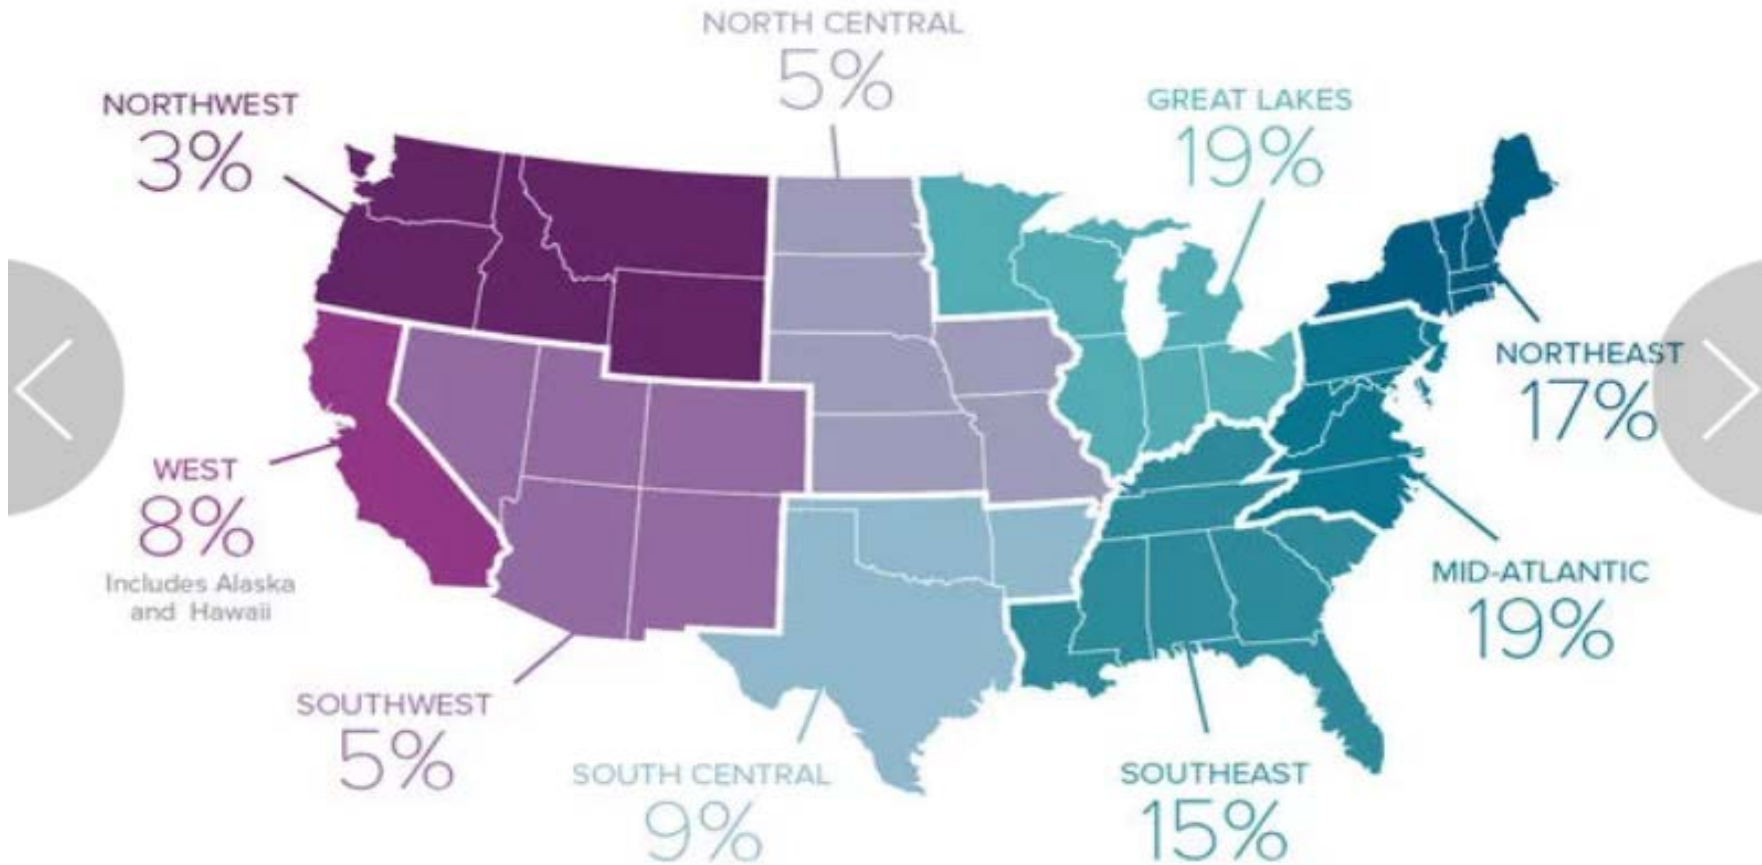 NORTH CENTRAL
5%
NORTHWEST
3%
GREAT LAKES
19%
NORTHEAST
17%
WEST
8%
Includes Alaska
and Hawaii
MID-ATLANTIC
19%
SOUTHWEST
5%
SOUTH CENTRAL
9%
SOUTHEAST
15%